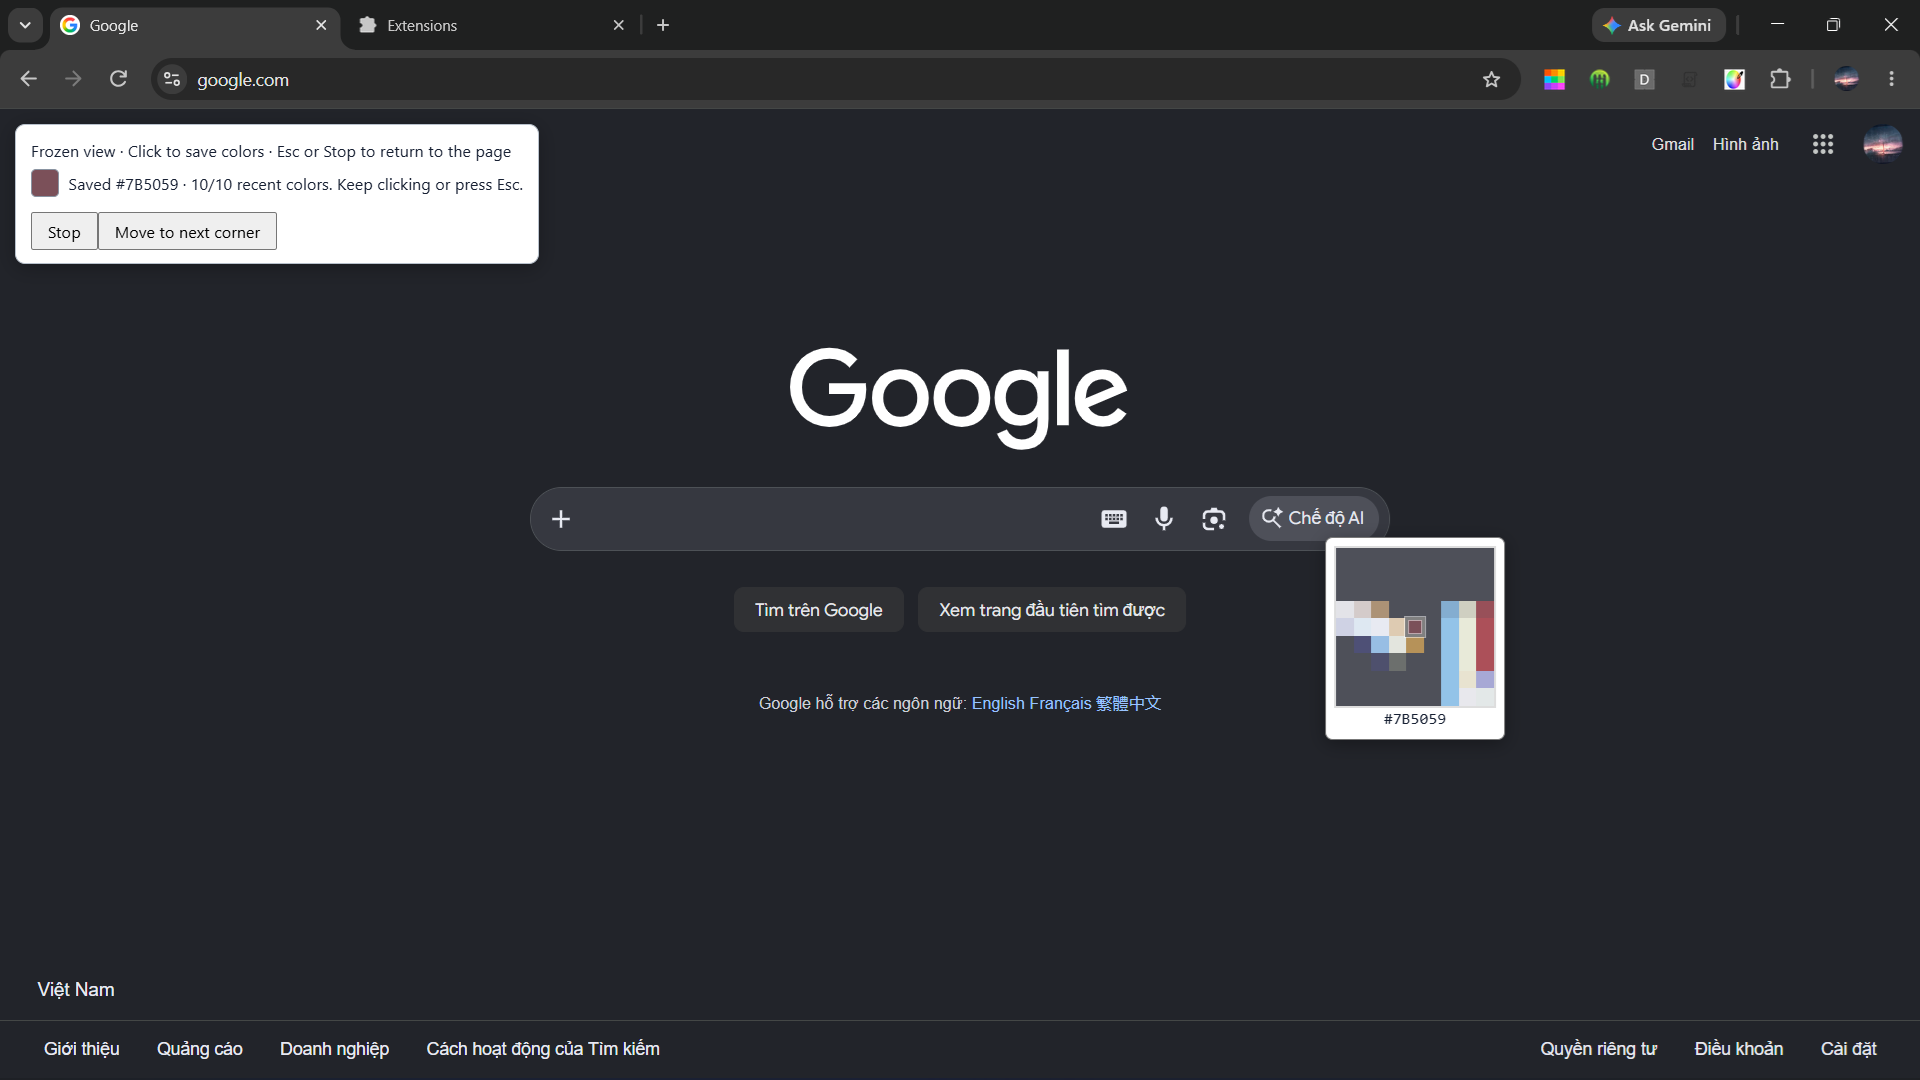 Google
Extensions
Ask Gemini
google.com
D
Frozen view · Click to save colors · Esc or Stop to return to the page
Saved #7B5059 · 10/10 recent colors. Keep clicking or press Esc.
Stop
Move to next corner
Gmail
Hình ảnh
Google
Chế độ AI
Tìm trên Google
Xem trang đầu tiên tìm được
#7B5059
Google hỗ trợ các ngôn ngữ: English Français 繁體中文
Việt Nam
Giới thiệu
Quảng cáo
Doanh nghiệp
Cách hoạt động của Tìm kiếm
Quyền riêng tư
Điều khoản
Cài đặt